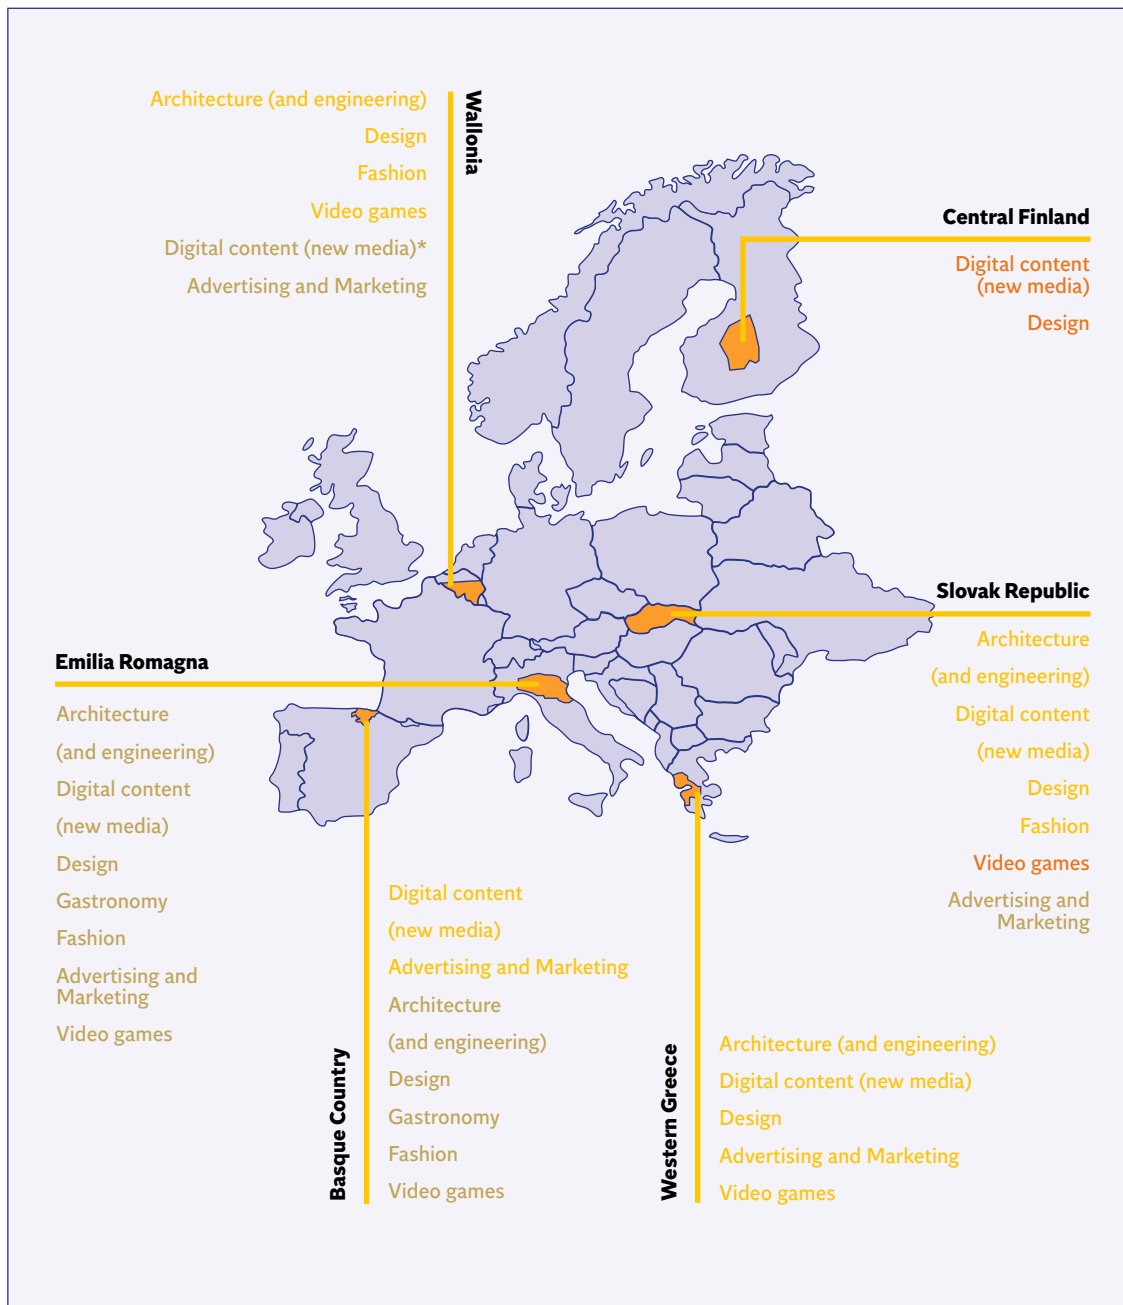 Wallonia
Architecture (and engineering)
Design
Fashion
Video games
Digital content (new media)*
Advertising and Marketing
Central Finland
Digital content
(new media)
Design
Slovak Republic
Architecture
(and engineering)
Digital content
(new media)
Design
Fashion
Video games
Advertising and
Marketing
Emilia Romagna
Architecture
(and engineering)
Digital content
(new media)
Design
Gastronomy
Fashion
Advertising and
Marketing
Video games
Basque Country
Digital content
(new media)
Advertising and Marketing
Architecture
(and engineering)
Design
Gastronomy
Fashion
Video games
Western Greece
Architecture (and engineering)
Digital content (new media)
Design
Advertising and Marketing
Video games